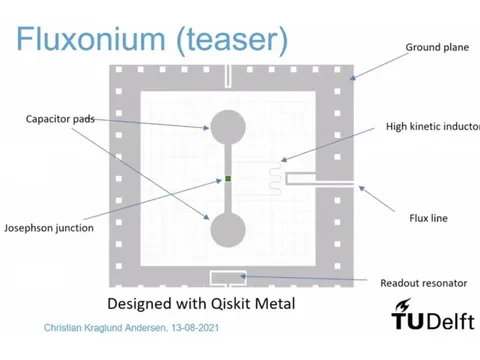 Fluxonium (teaser)
Ground plane
Capacitor pads
High kinetic inductor
Flux line
Josephson junction
Readout resonator
Designed with Qiskit Metal
Christian Kraglund Andersen, 13-08-2021
TUDelft